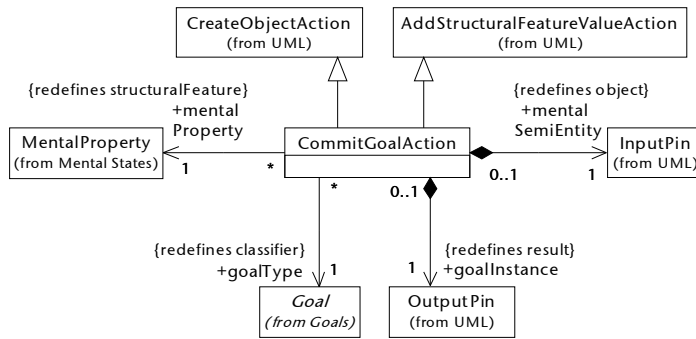 CreateObjectAction
(from UML)
AddStructuralFeatureValueAction
(from UML)
{redefines structuralFeature}
+mental
Property
{redefines object}
+mental
SemiEntity
MentalProperty
(from Mental States)
CommitGoalAction
InputPin
(from UML)
1
*
0..1
1
*
0..1
{redefines classifier}
+goalType
1
{redefines result}
+goalInstance
1
Goal
(from Goals)
OutputPin
(from UML)